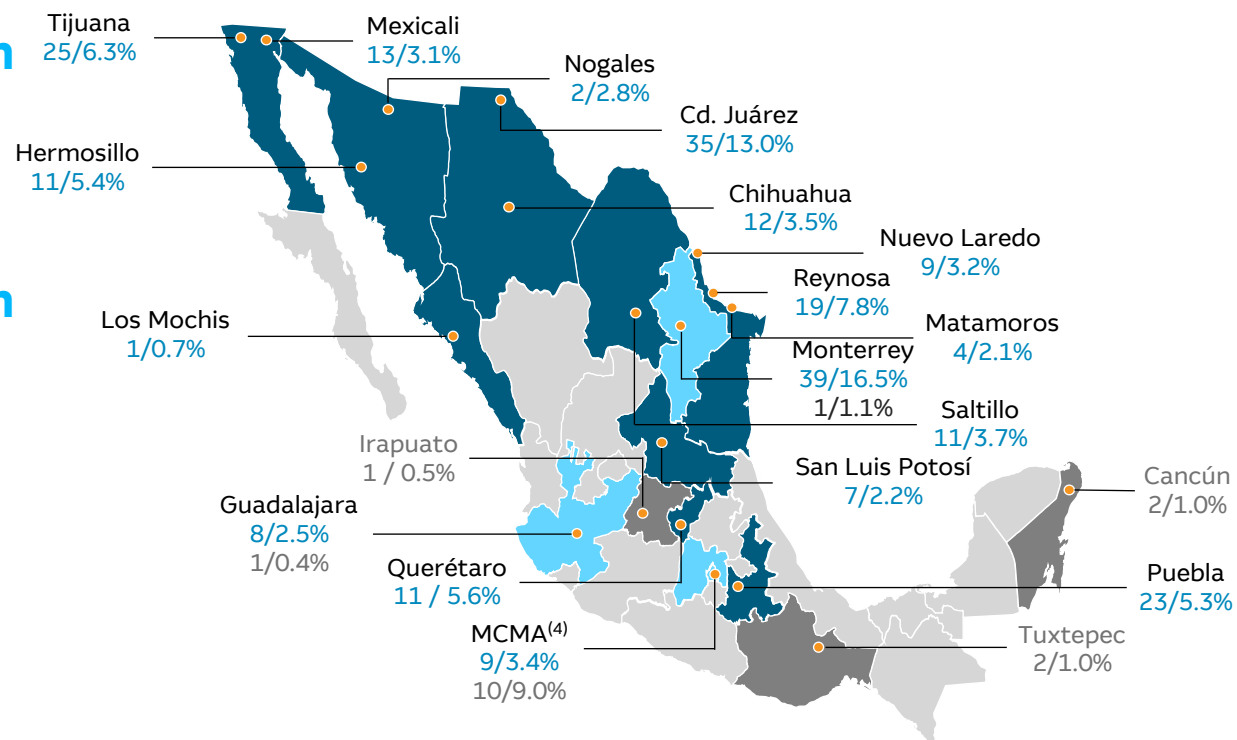 Tijuana
25/6.3%
Mexicali
13/3.1%
Nogales
2/2.8%
Cd. Juárez
35/13.0%
Hermosillo
11/5.4%
Chihuahua
12/3.5%
Nuevo Laredo
9/3.2%
Reynosa
19/7.8%
Los Mochis
1/0.7%
Matamoros
4/2.1%
Monterrey
39/16.5%
1/1.1%
Saltillo
11/3.7%
Irapuato
1 / 0.5%
San Luis Potosí
7/2.2%
Cancún
2/1.0%
Guadalajara
8/2.5%
1/0.4%
Querétaro
11 / 5.6%
Puebla
23/5.3%
MCMA(4)
9/3.4%
10/9.0%
Tuxtepec
2/1.0%